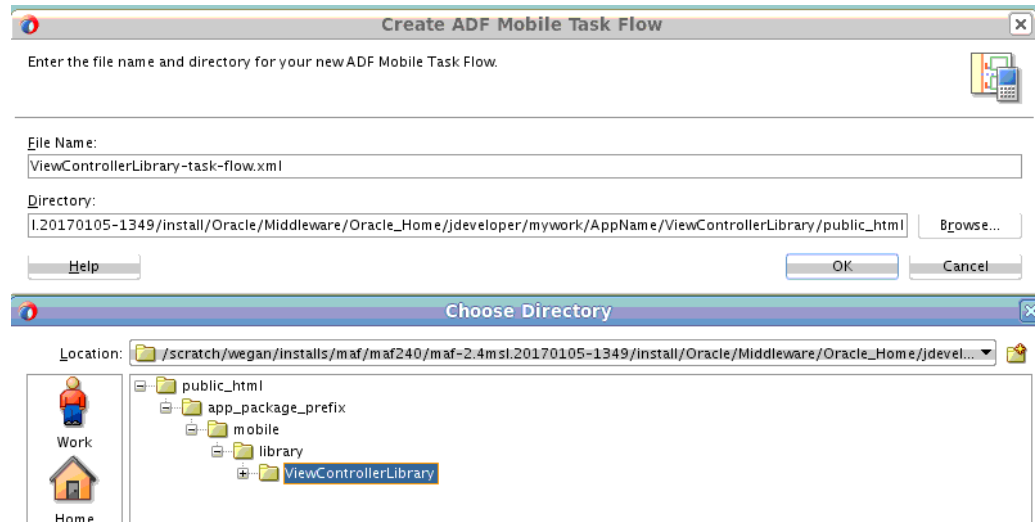 Create ADF Mobile Task Flow
Enter the file name and directory for your new ADF Mobile Task Flow.
File Name:
ViewControllerLibrary-task-flow.xml
Directory:
l.20170105-1349/install/Oracle/Middleware/Oracle_Home/jdeveloper/mywork/AppName/ViewControllerLibrary/public_html Browse...
Help OK Cancel
Choose Directory
Location: /scratch/wegan/installs/maf/maf240/maf-2.4msl.20170105-1349/install/Oracle/Middleware/Oracle_Home/jdevel...
public_html
app_package_prefix
mobile
Work
library
ViewControllerLibrary
Home